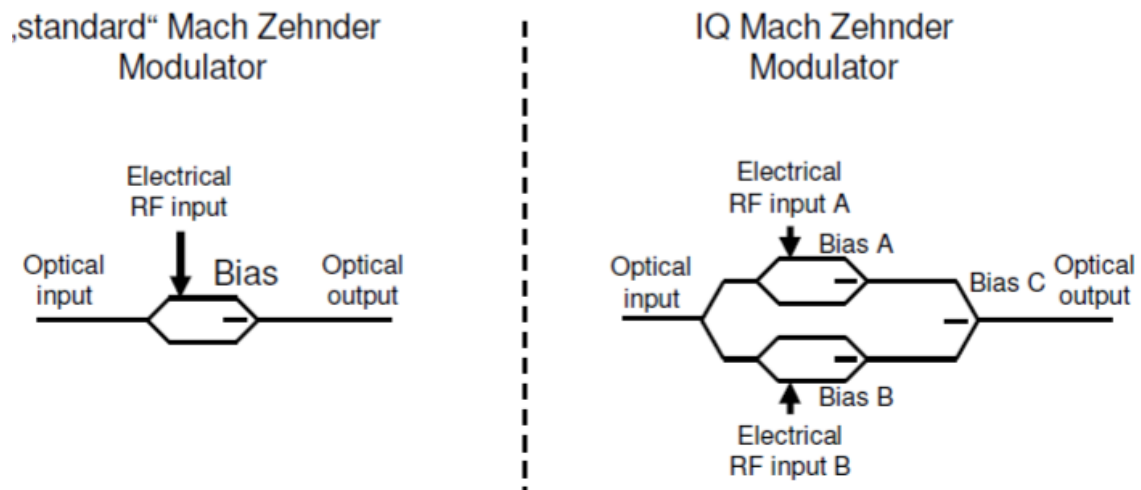 „standard“ Mach Zehnder
Modulator
Electrical
RF input
Optical
input
Bias
Optical
output
IQ Mach Zehnder
Modulator
Electrical
RF input A
Bias A
Optical
input
Bias C
Optical
output
Bias B
Electrical
RF input B